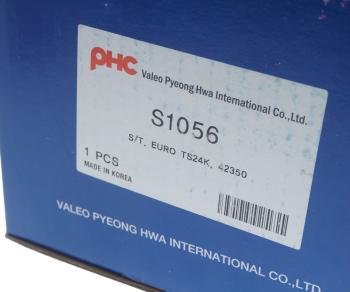 PHC Valeo Pyeong Hwa International Co.,Ltd.
S1056
S/T. EURO TS24K. 42350
1 PCS
MADE IN KOREA
VALEO PYEONG HWA INTERNATIONAL CO.,LTD.